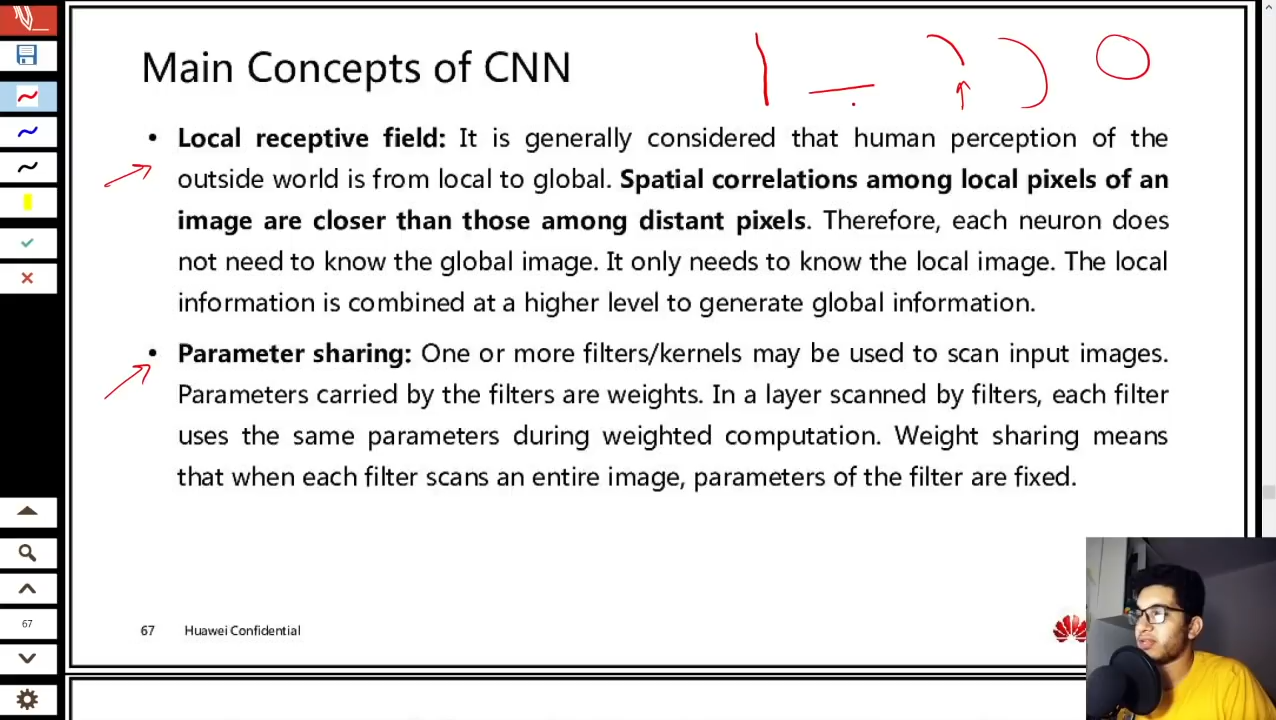 Main Concepts of CNN
• Local receptive field: It is generally considered that human perception of the
outside world is from local to global. Spatial correlations among local pixels of an
image are closer than those among distant pixels. Therefore, each neuron does
not need to know the global image. It only needs to know the local image. The local
information is combined at a higher level to generate global information.
• Parameter sharing: One or more filters/kernels may be used to scan input images.
Parameters carried by the filters are weights. In a layer scanned by filters, each filter
uses the same parameters during weighted computation. Weight sharing means
that when each filter scans an entire image, parameters of the filter are fixed.
67
67 Huawei Confidential